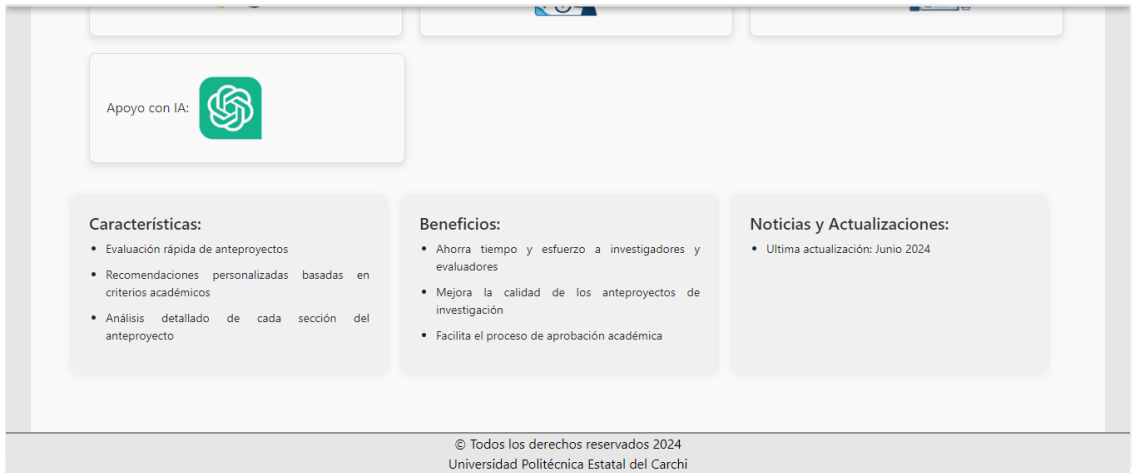 Apoyo con IA:
Características:
• Evaluación rápida de anteproyectos
• Recomendaciones personalizadas basadas en
criterios académicos
• Análisis detallado de cada sección del
anteproyecto
Beneficios:
• Ahorra tiempo y esfuerzo a investigadores y
evaluadores
• Mejora la calidad de los anteproyectos de
investigación
• Facilita el proceso de aprobación académica
Noticias y Actualizaciones:
• Ultima actualización: Junio 2024
© Todos los derechos reservados 2024
Universidad Politécnica Estatal del Carchi